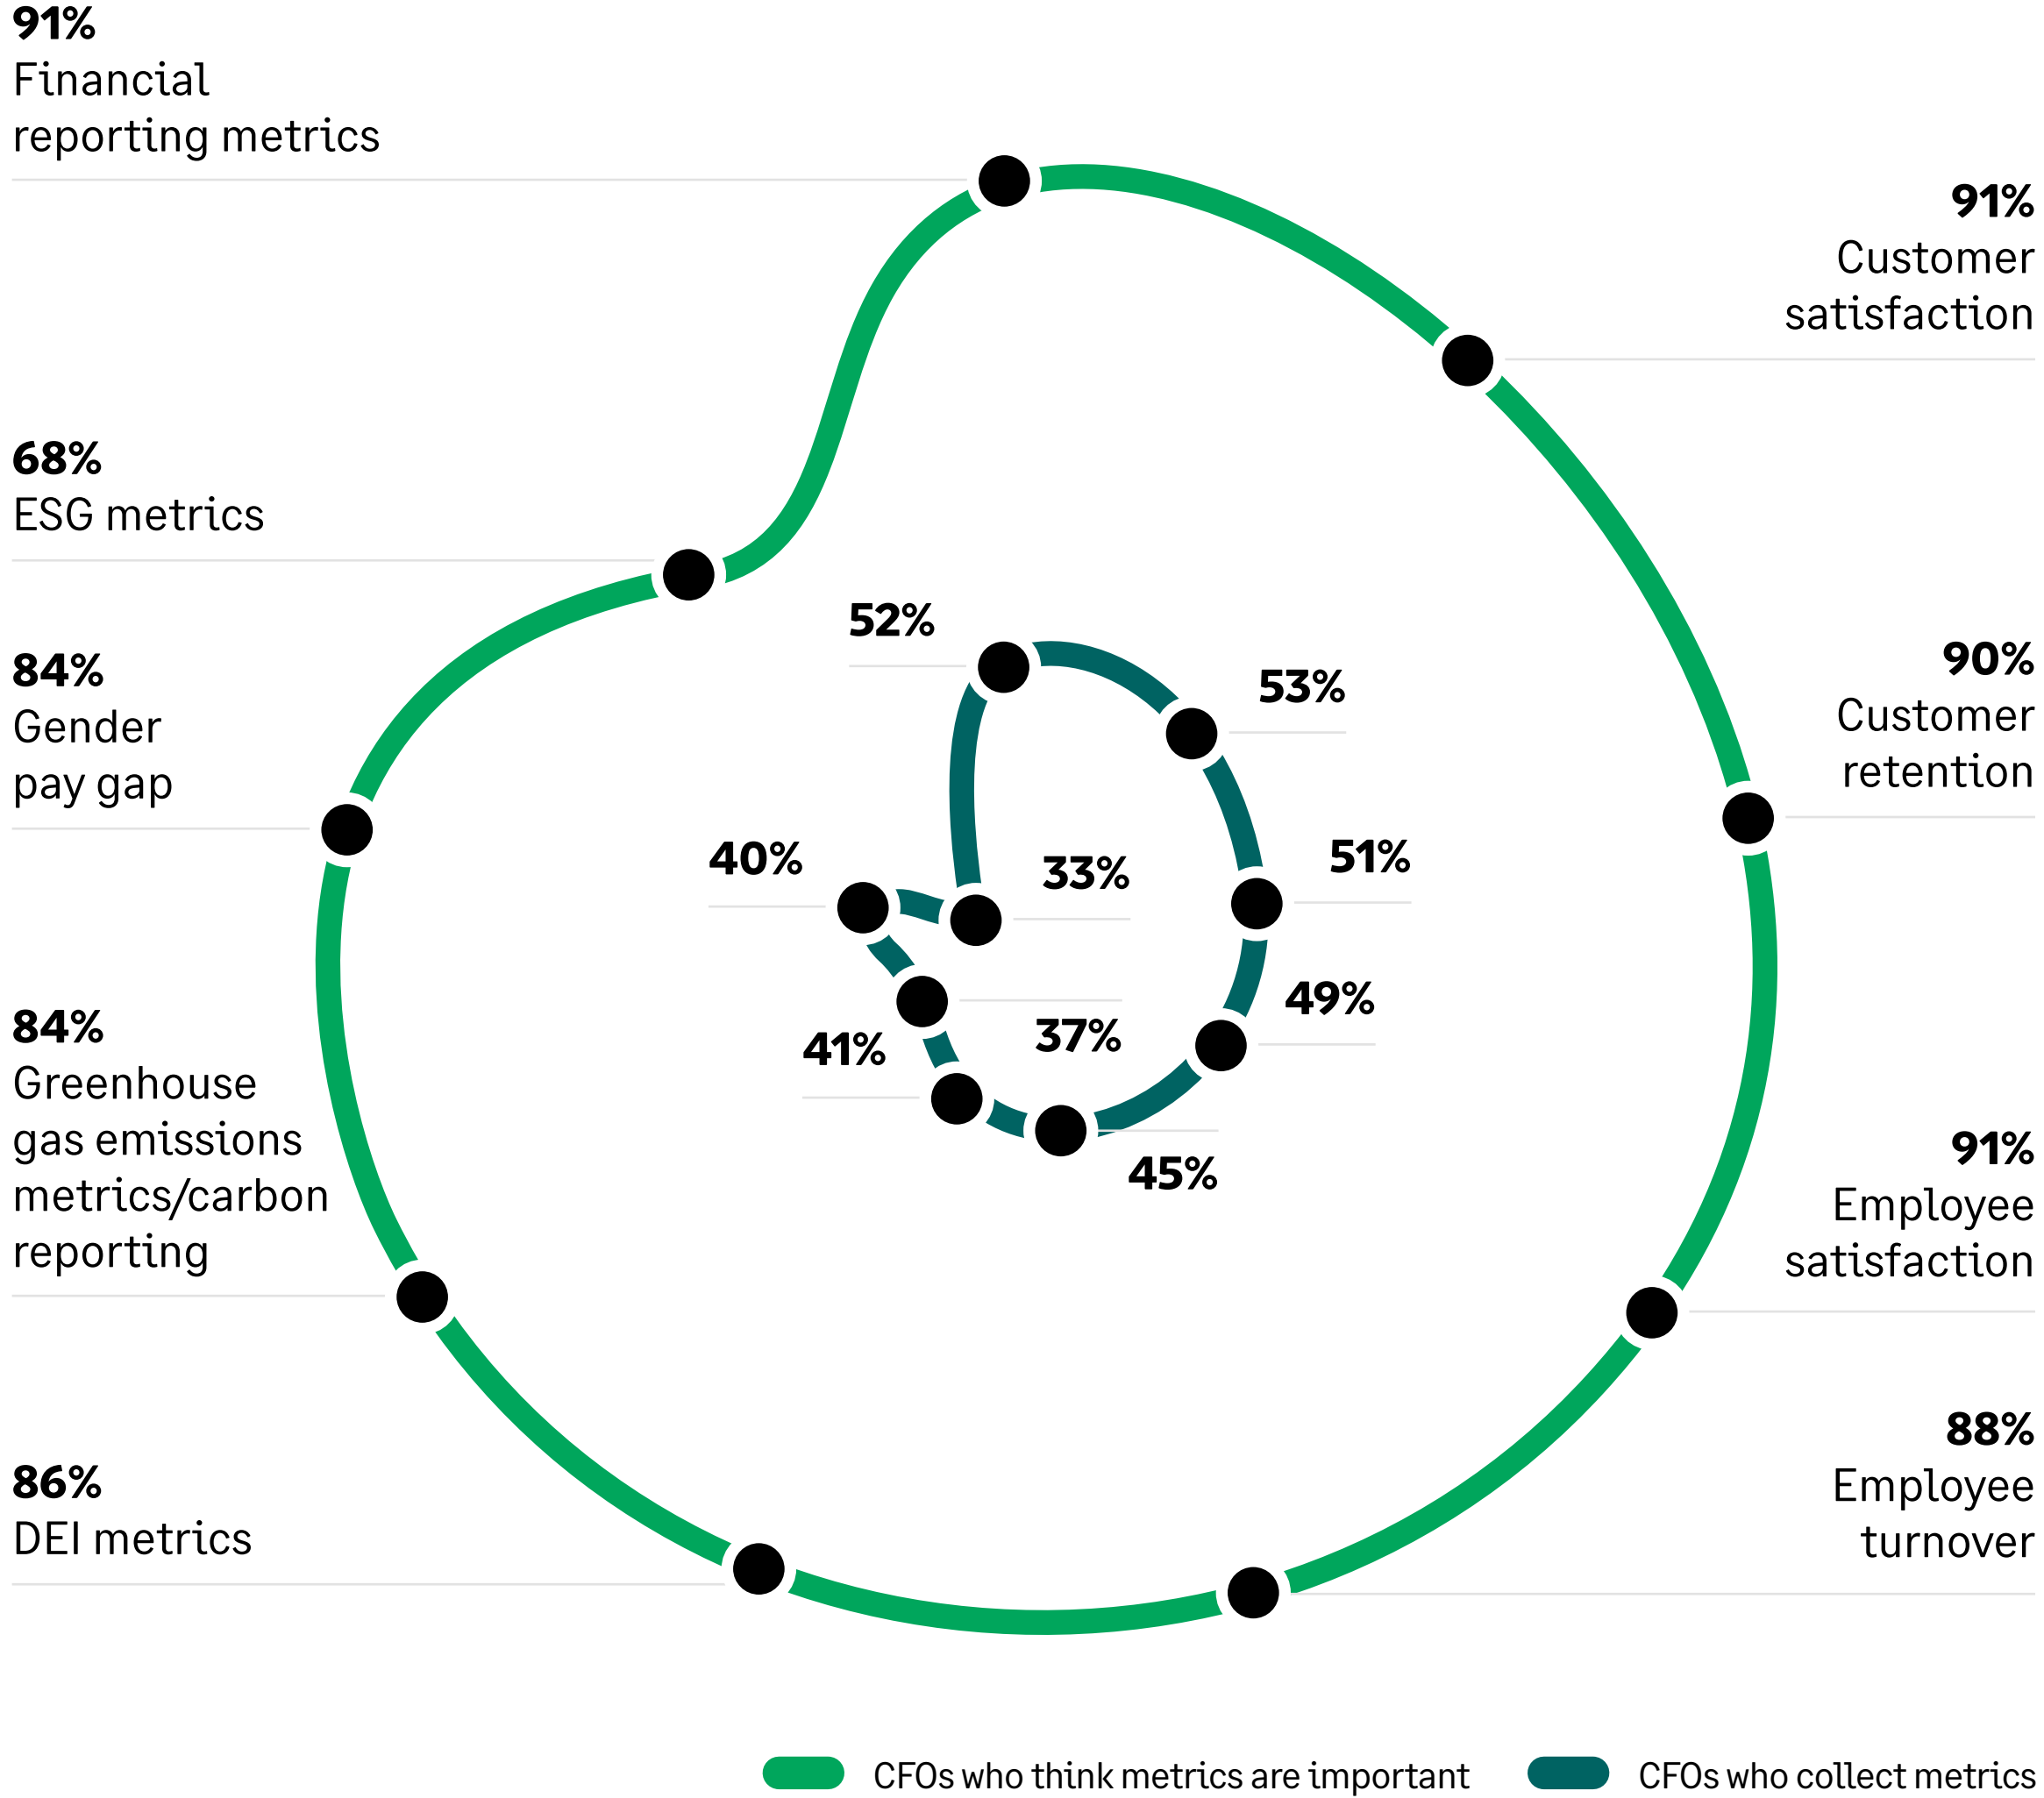 91%
Financial
reporting metrics
91%
Customer
satisfaction
68%
ESG metrics
52%
53%
84%
Gender
pay gap
90%
Customer
retention
40%
33%
51%
49%
84%
Greenhouse
gas emissions
metrics/carbon
reporting
41%
37%
45%
91%
Employee
satisfaction
88%
Employee
turnover
86%
DEI metrics
CFOs who think metrics are important
CFOs who collect metrics